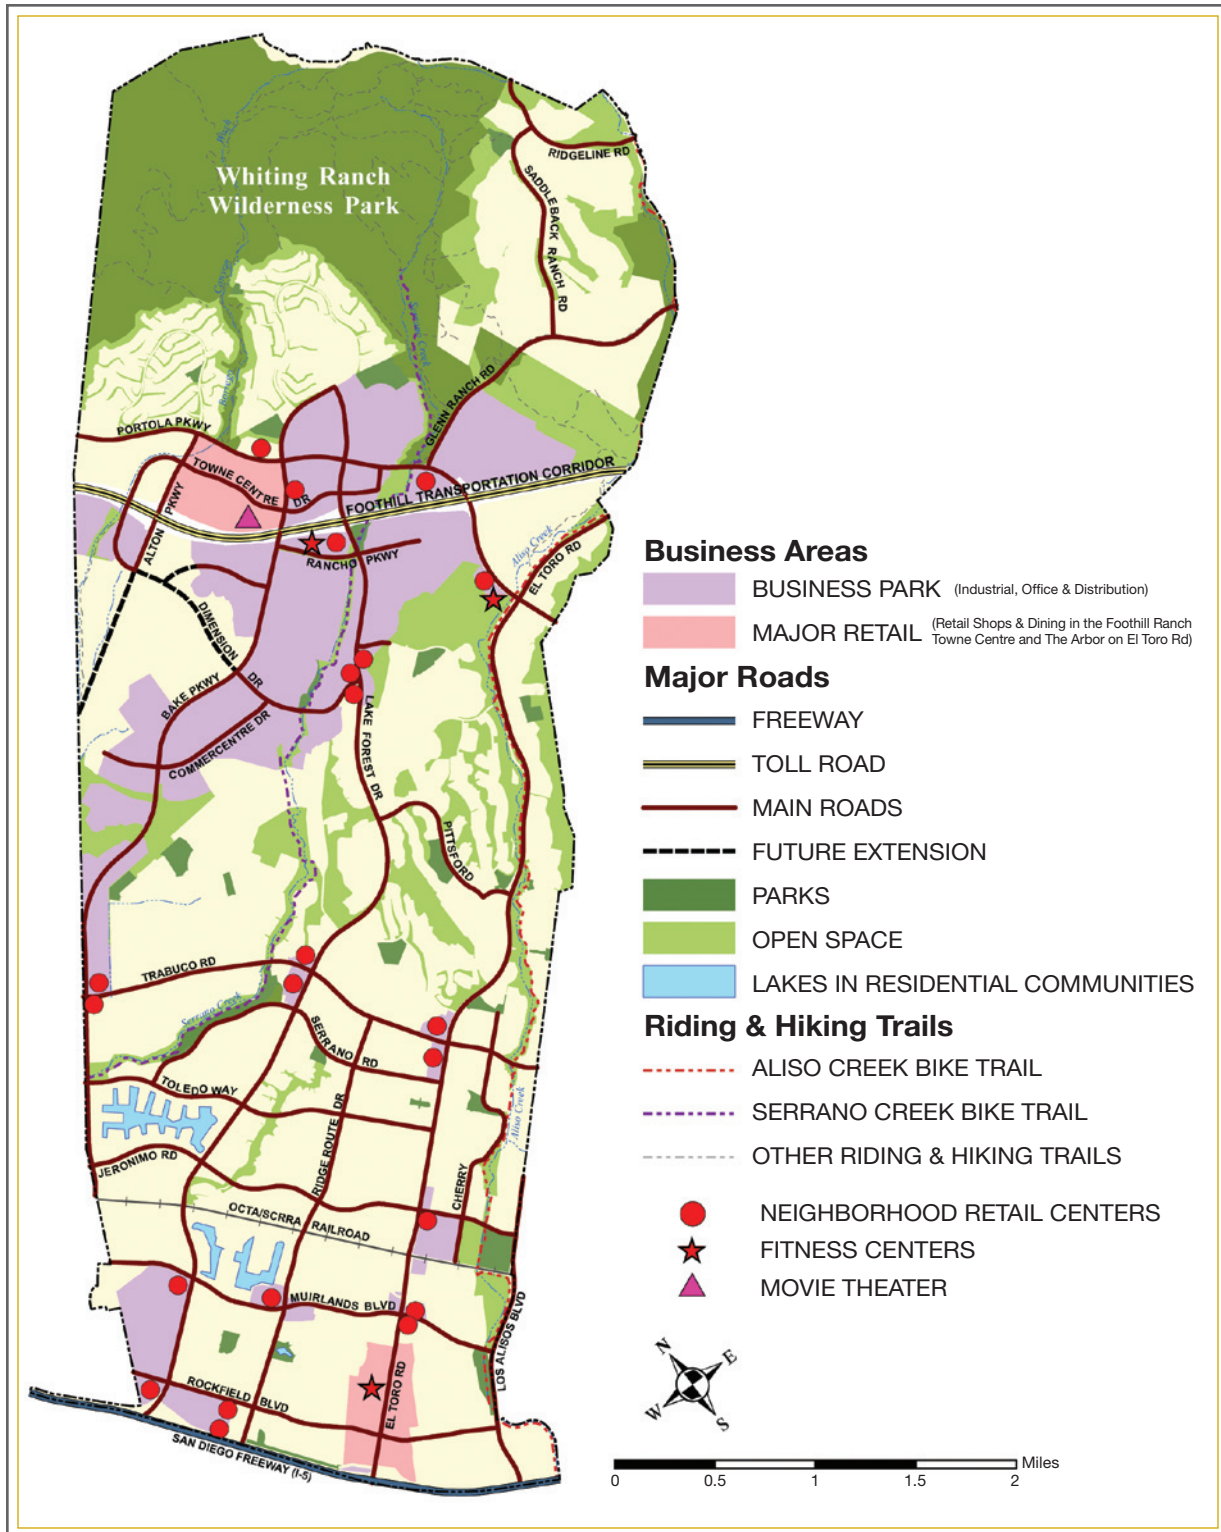 Whiting Ranch
Wilderness Park
RIDGELINE RD
SADDLEBACK RANCH RD
Creek
GLENN RANCH RD
PORTOLA PKWY
TOWNE CENTRE DR
FOOTHILL TRANSPORTATION CORRIDOR
ALTON PKWY
RANCHO PKWY
Aliso Creek
EL TORO RD
DIMENSION DR
BAKE PKWY
COMMERCENTRE DR
LAKE FOREST DR
PITTSFORD
TRABUCO RD
Serrano Creek
SERRANO RD
TOLEDO WAY
RIDGE ROUTE DR
Aliso Creek
JERONIMO RD
CHERRY
OCTA/SCRRA RAILROAD
MUIRLANDS BLVD
LOS ALISOS BLVD
EL TORO RD
ROCKFIELD BLVD
SAN DIEGO FREEWAY (I-5)
Business Areas
BUSINESS PARK (Industrial, Office & Distribution)
MAJOR RETAIL (Retail Shops & Dining in the Foothill Ranch
Towne Centre and The Arbor on El Toro Rd)
Major Roads
FREEWAY
TOLL ROAD
MAIN ROADS
FUTURE EXTENSION
PARKS
OPEN SPACE
LAKES IN RESIDENTIAL COMMUNITIES
Riding & Hiking Trails
ALISO CREEK BIKE TRAIL
SERRANO CREEK BIKE TRAIL
OTHER RIDING & HIKING TRAILS
NEIGHBORHOOD RETAIL CENTERS
FITNESS CENTERS
MOVIE THEATER
N
E
W
S
0 0.5 1 1.5 2 Miles